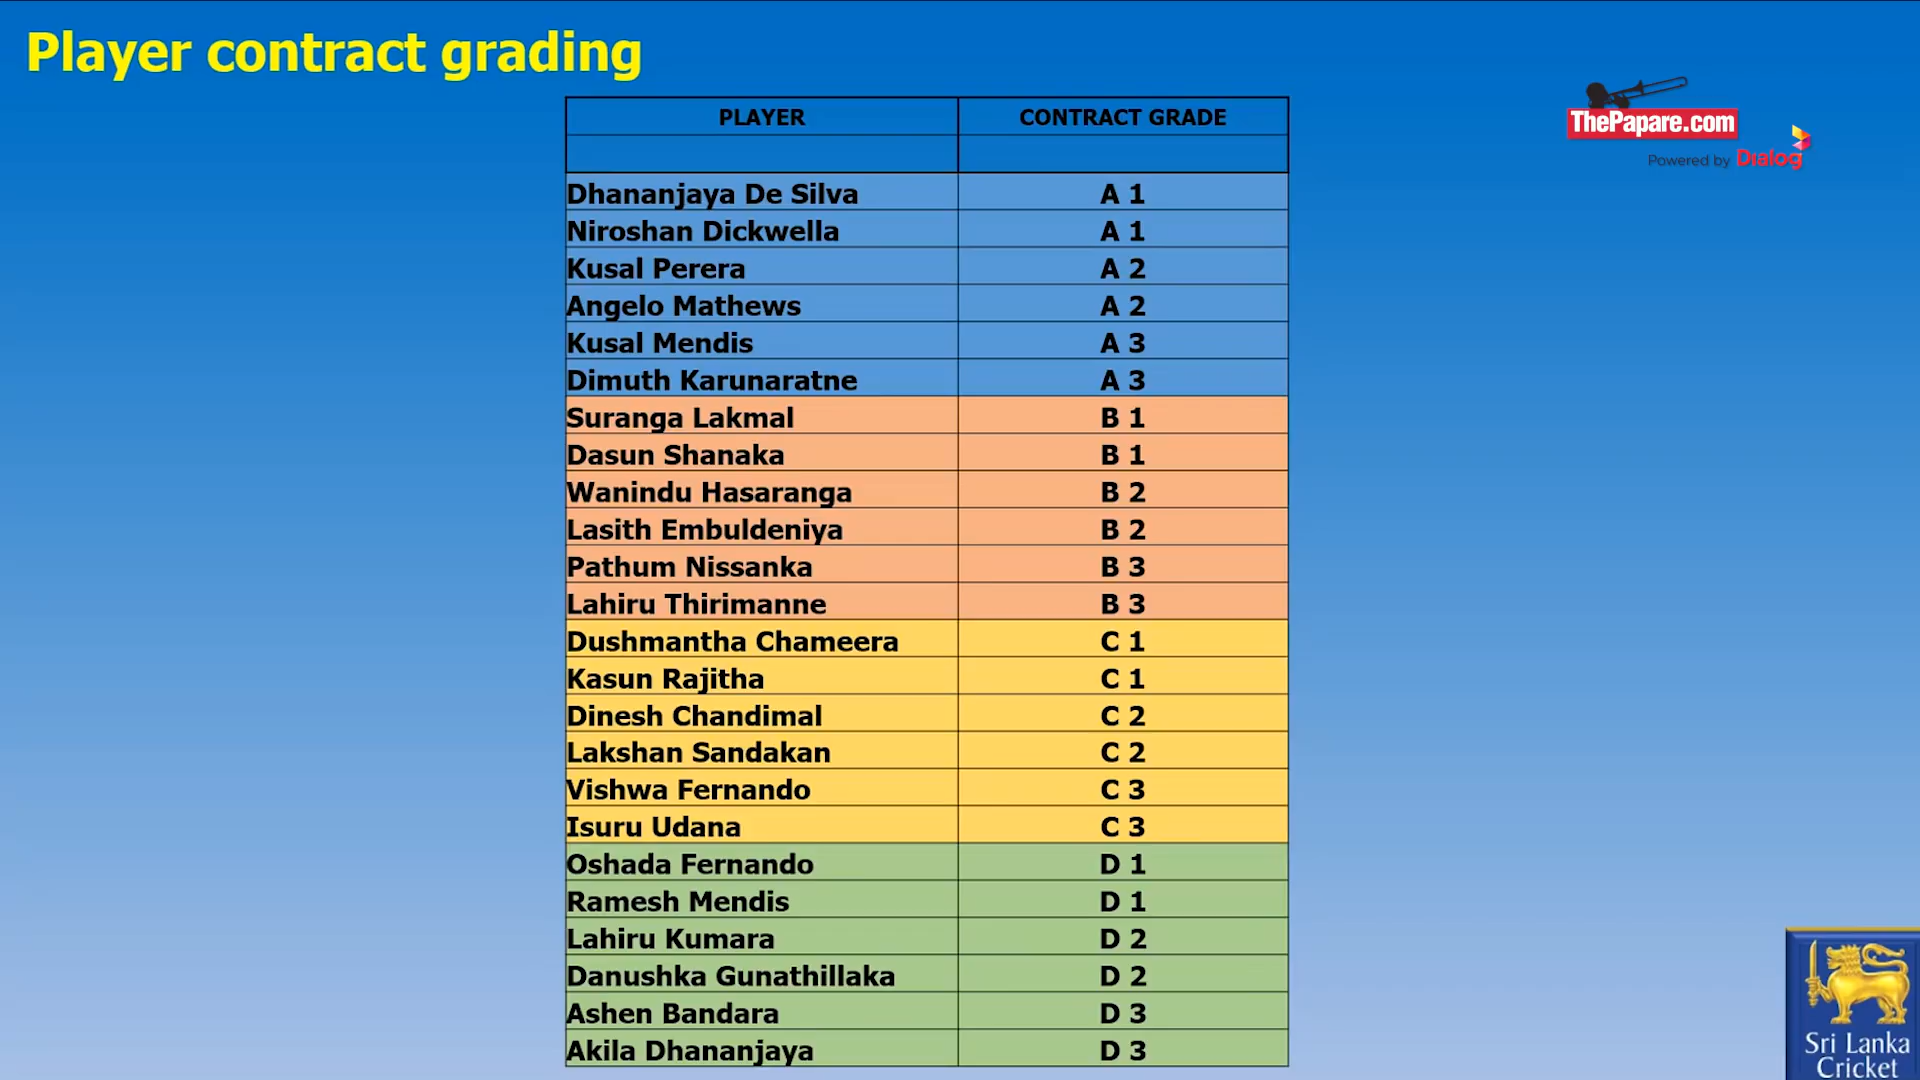 Player contract grading
ThePapare.com
Powered by Dialog
PLAYER CONTRACT GRADE
Dhananjaya De Silva A 1
Niroshan Dickwella A 1
Kusal Perera A 2
Angelo Mathews A 2
Kusal Mendis A 3
Dimuth Karunaratne A 3
Suranga Lakmal B 1
Dasun Shanaka B 1
Wanindu Hasaranga B 2
Lasith Embuldeniya B 2
Pathum Nissanka B 3
Lahiru Thirimanne B 3
Dushmantha Chameera C 1
Kasun Rajitha C 1
Dinesh Chandimal C 2
Lakshan Sandakan C 2
Vishwa Fernando C 3
Isuru Udana C 3
Oshada Fernando D 1
Ramesh Mendis D 1
Lahiru Kumara D 2
Danushka Gunathillaka D 2
Ashen Bandara D 3
Akila Dhananjaya D 3
Sri Lanka
Cricket